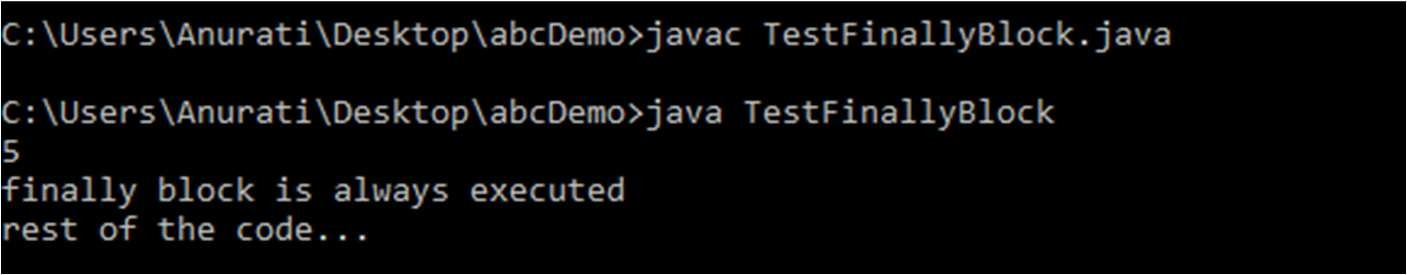 C:\Users\Anurati\Desktop\abcDemo>javac TestFinallyBlock.java
C:\Users\Anurati\Desktop\abcDemo>java TestFinallyBlock
5
finally block is always executed
rest of the code...